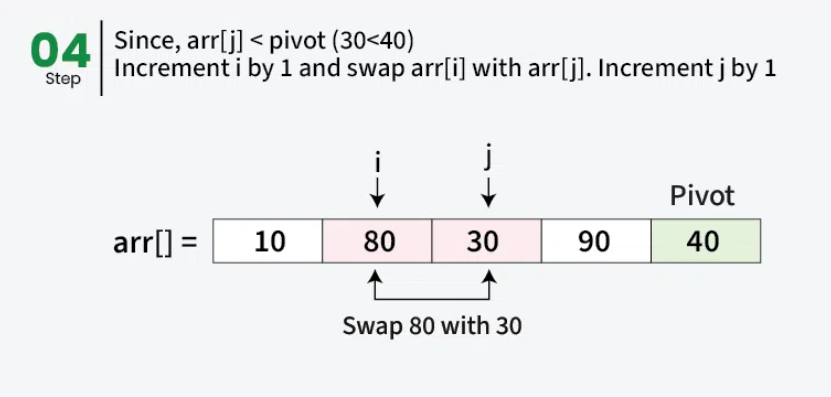 04
Step
Since, arr[j] < pivot (30<40)
Increment i by 1 and swap arr[i] with arr[j]. Increment j by 1
i j
Pivot
arr[] = 10 80 30 90 40
Swap 80 with 30